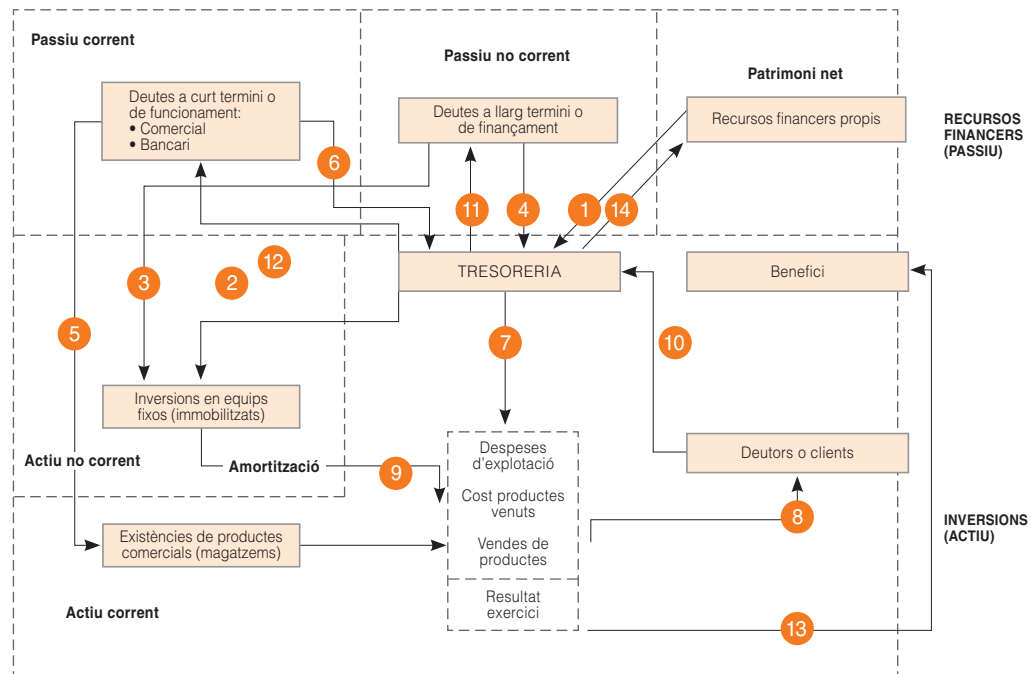 Passiu corrent
Deutes a curt termini o
de funcionament:
• Comercial
• Bancari
Passiu no corrent
Deutes a llarg termini o
de finançament
Patrimoni net
Recursos financers propis
RECURSOS
FINANCERS
(PASSIU)
6
11
4
1
14
3
2
12
5
TRESORERIA
Benefici
7
10
Inversions en equips
fixos (immobilitzats)
Actiu no corrent
Amortització
9
Despeses
d'explotació
Cost productes
venuts
Vendes de
productes
Resultat
exercici
Deutors o clients
8
Existències de productes
comercials (magatzems)
Actiu corrent
13
INVERSIONS
(ACTIU)